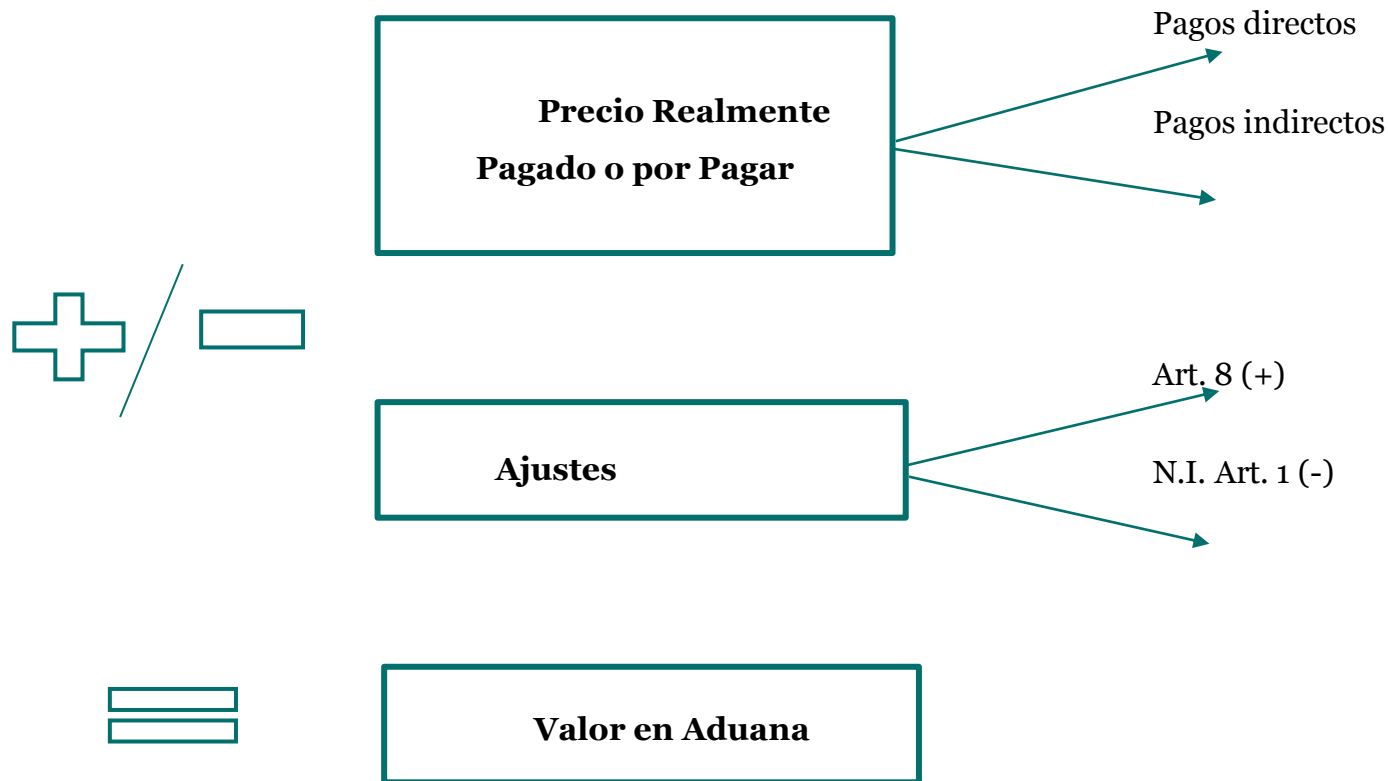 Pagos directos
Precio Realmente
Pagado o por Pagar
Pagos indirectos
Art. 8 (+)
Ajustes
N.I. Art. 1 (-)
Valor en Aduana